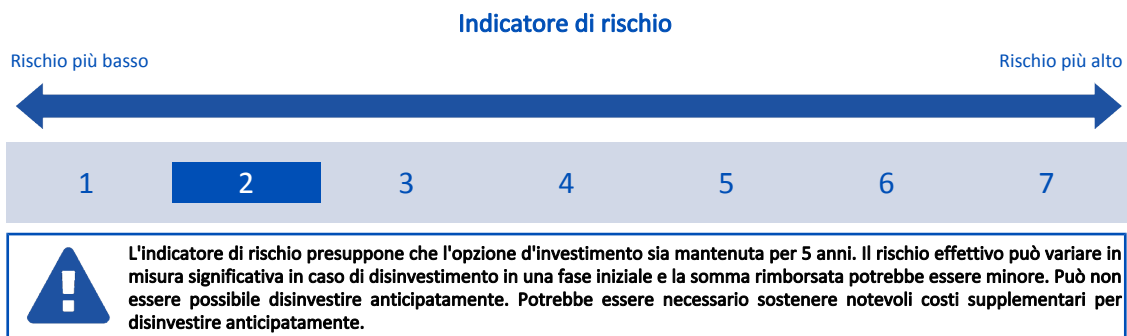 Indicatore di rischio
Rischio più basso
Rischio più alto
1 2 3 4 5 6 7
L'indicatore di rischio presuppone che l'opzione d'investimento sia mantenuta per 5 anni. Il rischio effettivo può variare in
misura significativa in caso di disinvestimento in una fase iniziale e la somma rimborsata potrebbe essere minore. Può non
essere possibile disinvestire anticipatamente. Potrebbe essere necessario sostenere notevoli costi supplementari per
disinvestire anticipatamente.